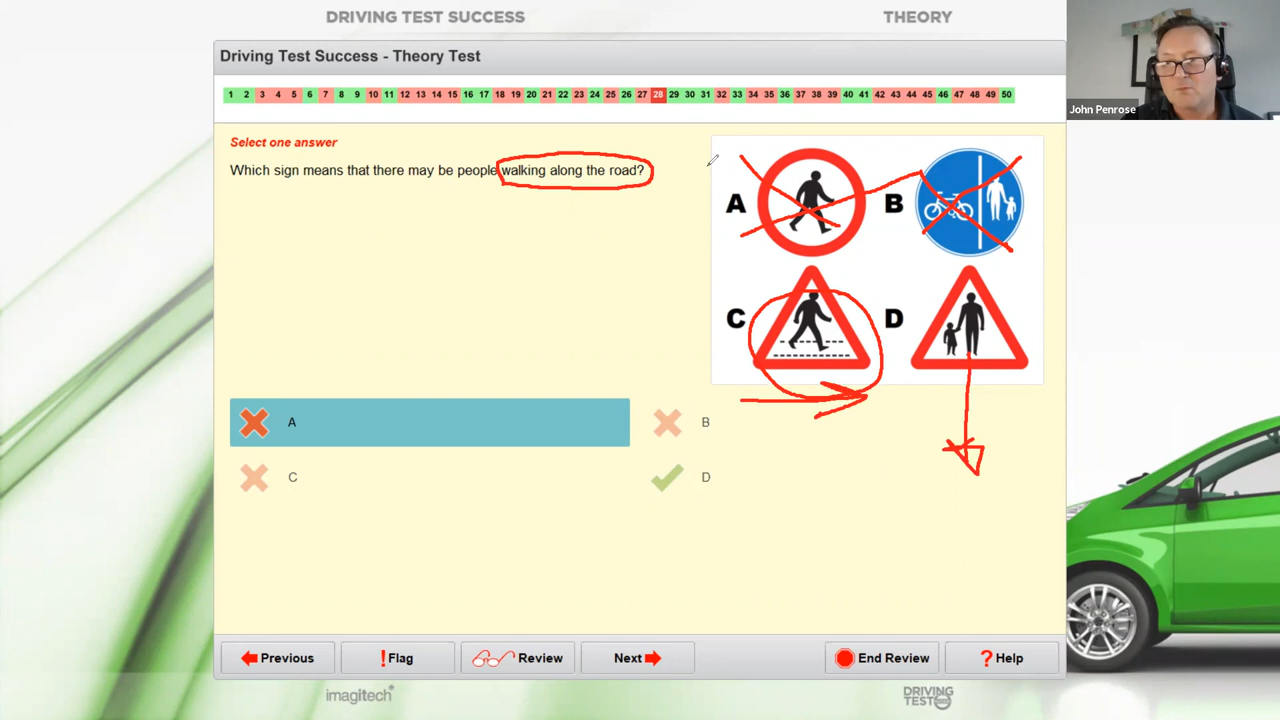 DRIVING TEST SUCCESS THEORY
John Penrose
Driving Test Success - Theory Test
1 2 3 4 5 6 7 8 9 10 11 12 13 14 15 16 17 18 19 20 21 22 23 24 25 26 27 28 29 30 31 32 33 34 35 36 37 38 39 40 41 42 43 44 45 46 47 48 49 50
Select one answer
Which sign means that there may be people walking along the road?
A B
C D
A B
C D
Previous !Flag Review Next End Review ?Help
imagitech DRIVING
TEST